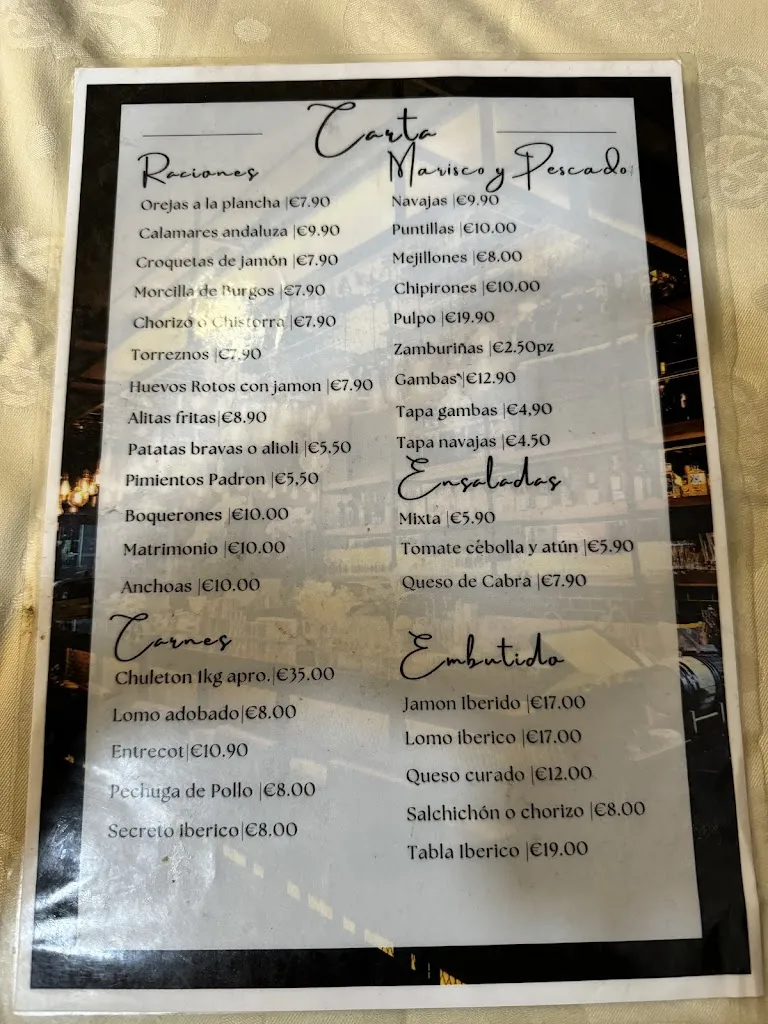 Carta
Raciones
Orejas a la plancha |€7.90
Calamares andaluza |€9.90
Croquetas de jamón |€7.90
Morcilla de Burgos |€7.90
Chorizo o Chistorra |€7.90
Torreznos |€7.90
Huevos Rotos con jamon |€7.90
Alitas fritas|€8.90
Patatas bravas o alioli |€5.50
Pimientos Padron |€5,50
Boquerones |€10.00
Matrimonio |€10.00
Anchoas |€10.00
Carnes
Chuleton 1kg apro.|€35.00
Lomo adobado|€8.00
Entrecot|€10.90
Pechuga de Pollo |€8.00
Secreto iberico|€8.00
Marisco y Pescado
Navajas |€9.90
Puntillas |€10.00
Mejillones |€8.00
Chipirones |€10.00
Pulpo |€19.90
Zamburiñas |€2.50pz
Gambas |€12.90
Tapa gambas |€4,90
Tapa navajas |€4.50
Ensaladas
Mixta |€5.90
Tomate cebolla y atún |€5.90
Queso de Cabra |€7.90
Embutido
Jamon Iberido |€17.00
Lomo iberico |€17.00
Queso curado |€12.00
Salchichón o chorizo |€8.00
Tabla Iberico |€19.00